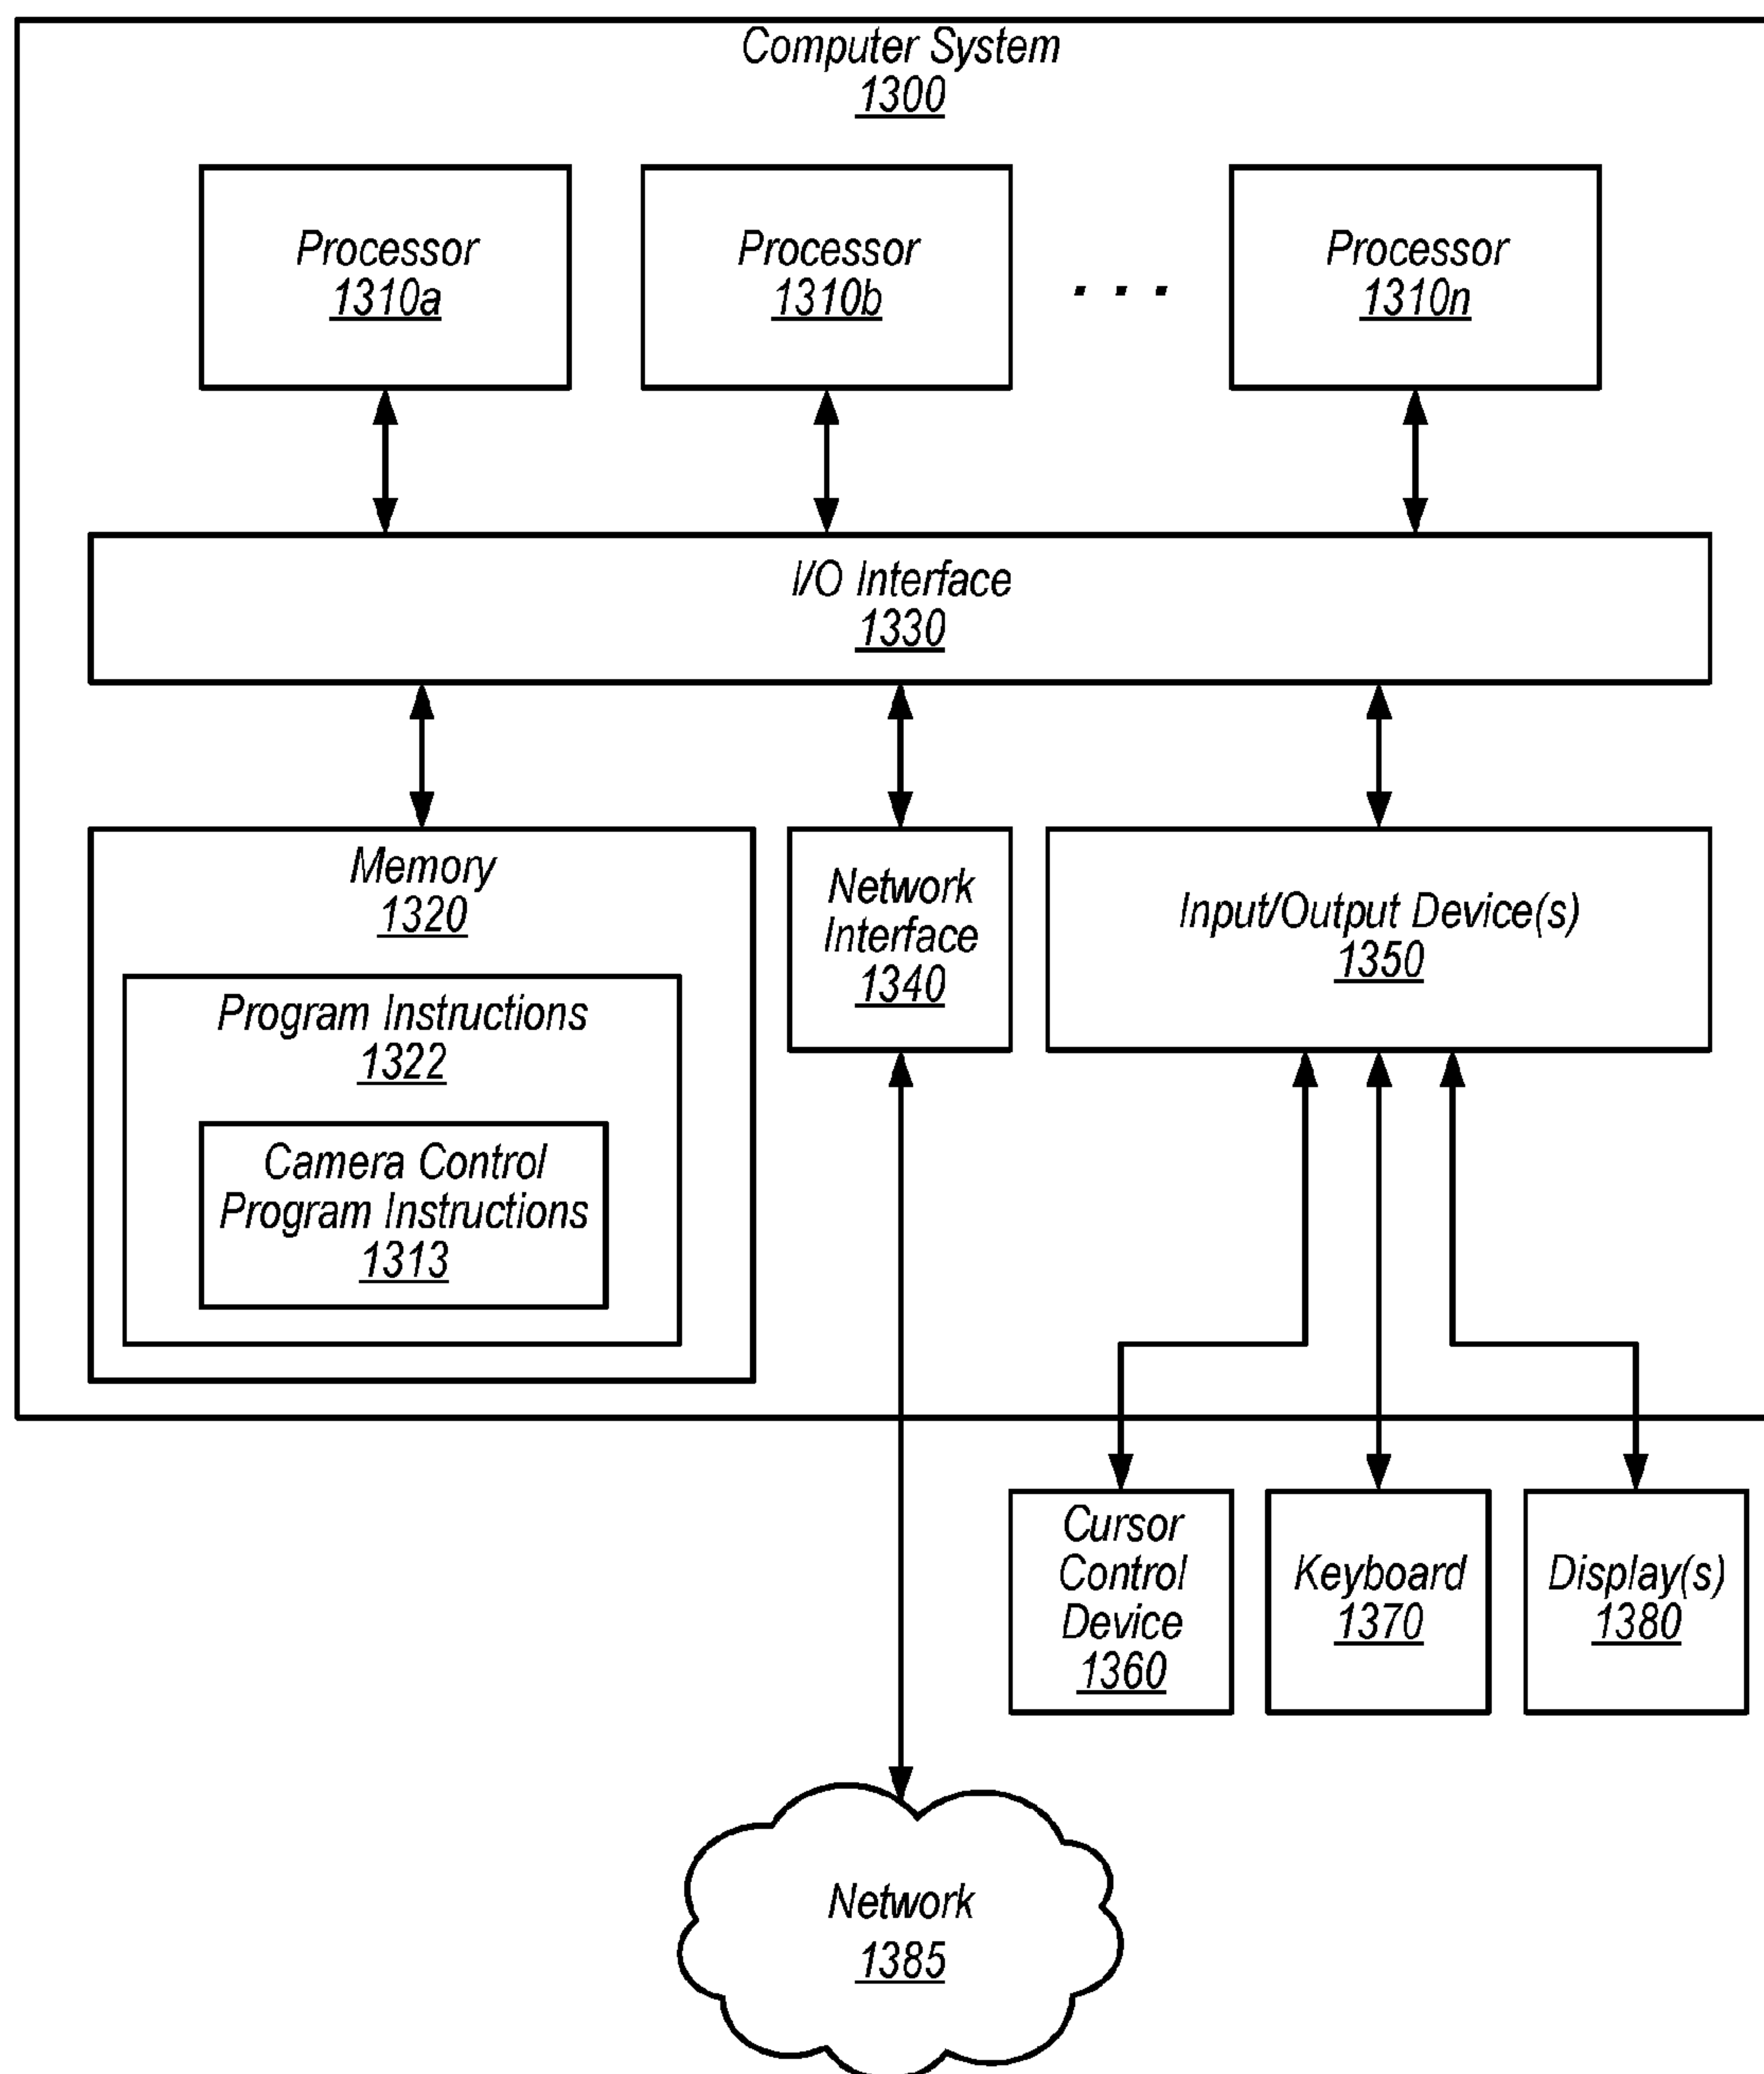 Computer System
1300
Processor
1310a
Processor
1310b
. . .
Processor
1310n
I/O Interface
1330
Memory
1320
Program Instructions
1322
Camera Control
Program Instructions
1313
Network
Interface
1340
Input/Output Device(s)
1350
Cursor
Control
Device
1360
Keyboard
1370
Display(s)
1380
Network
1385